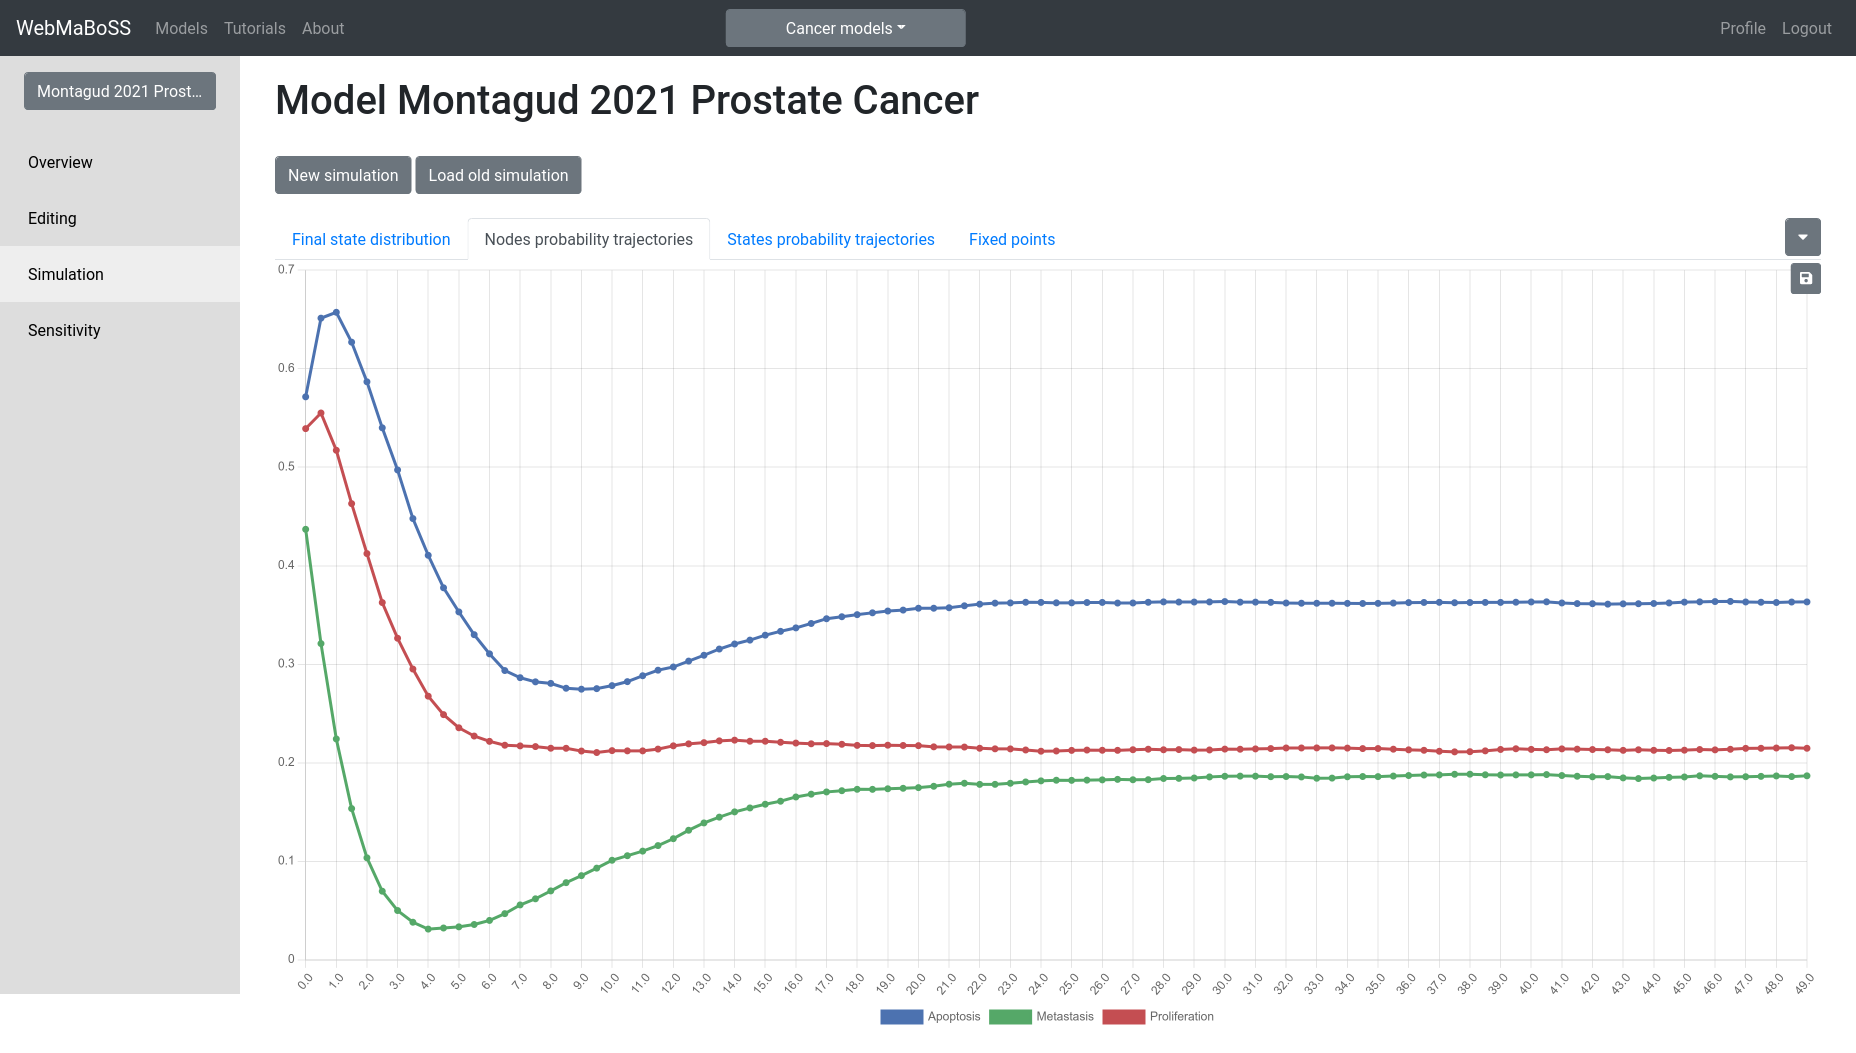 WebMaBoSS Models Tutorials About Cancer models Profile Logout
Montagud 2021 Prost...
Overview
Editing
Simulation
Sensitivity
Model Montagud 2021 Prostate Cancer
New simulation Load old simulation
Final state distribution Nodes probability trajectories States probability trajectories Fixed points
0.7
0.6
0.5
0.4
0.3
0.2
0.1
0
0.0 1.0 2.0 3.0 4.0 5.0 6.0 7.0 8.0 9.0 10.0 11.0 12.0 13.0 14.0 15.0 16.0 17.0 18.0 19.0 20.0 21.0 22.0 23.0 24.0 25.0 26.0 27.0 28.0 29.0 30.0 31.0 32.0 33.0 34.0 35.0 36.0 37.0 38.0 39.0 40.0 41.0 42.0 43.0 44.0 45.0 46.0 47.0 48.0 49.0
Apoptosis Metastasis Proliferation